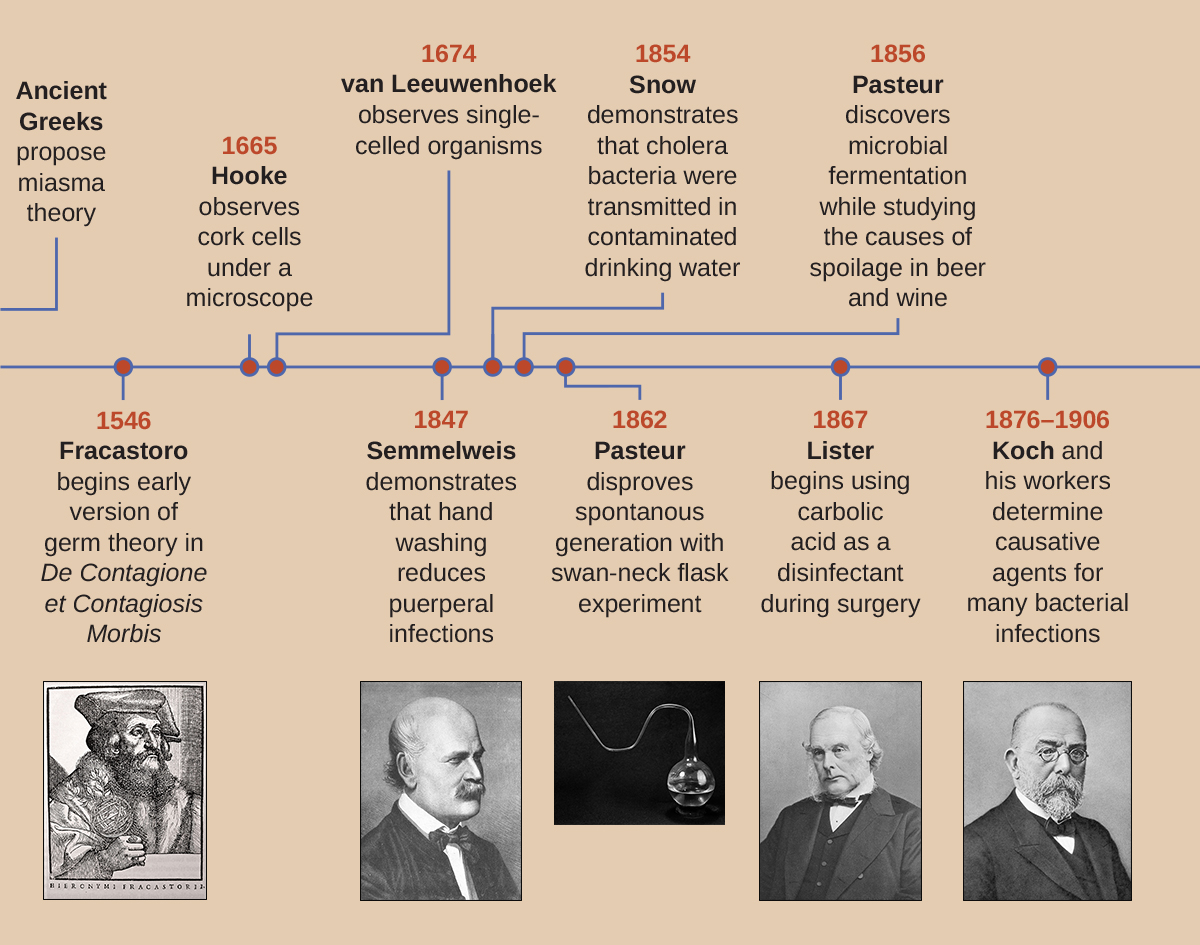 Ancient
Greeks
propose
miasma
theory
1665
Hooke
observes
cork cells
under a
microscope
1674
van Leeuwenhoek
observes single-
celled organisms
1854
Snow
demonstrates
that cholera
bacteria were
transmitted in
contaminated
drinking water
1856
Pasteur
discovers
microbial
fermentation
while studying
the causes of
spoilage in beer
and wine
1546
Fracastoro
begins early
version of
germ theory in
De Contagione
et Contagiosis
Morbis
1847
Semmelweis
demonstrates
that hand
washing
reduces
puerperal
infections
1862
Pasteur
disproves
spontanous
generation with
swan-neck flask
experiment
1867
Lister
begins using
carbolic
acid as a
disinfectant
during surgery
1876–1906
Koch and
his workers
determine
causative
agents for
many bacterial
infections
HIERONYMI FRACASTORII